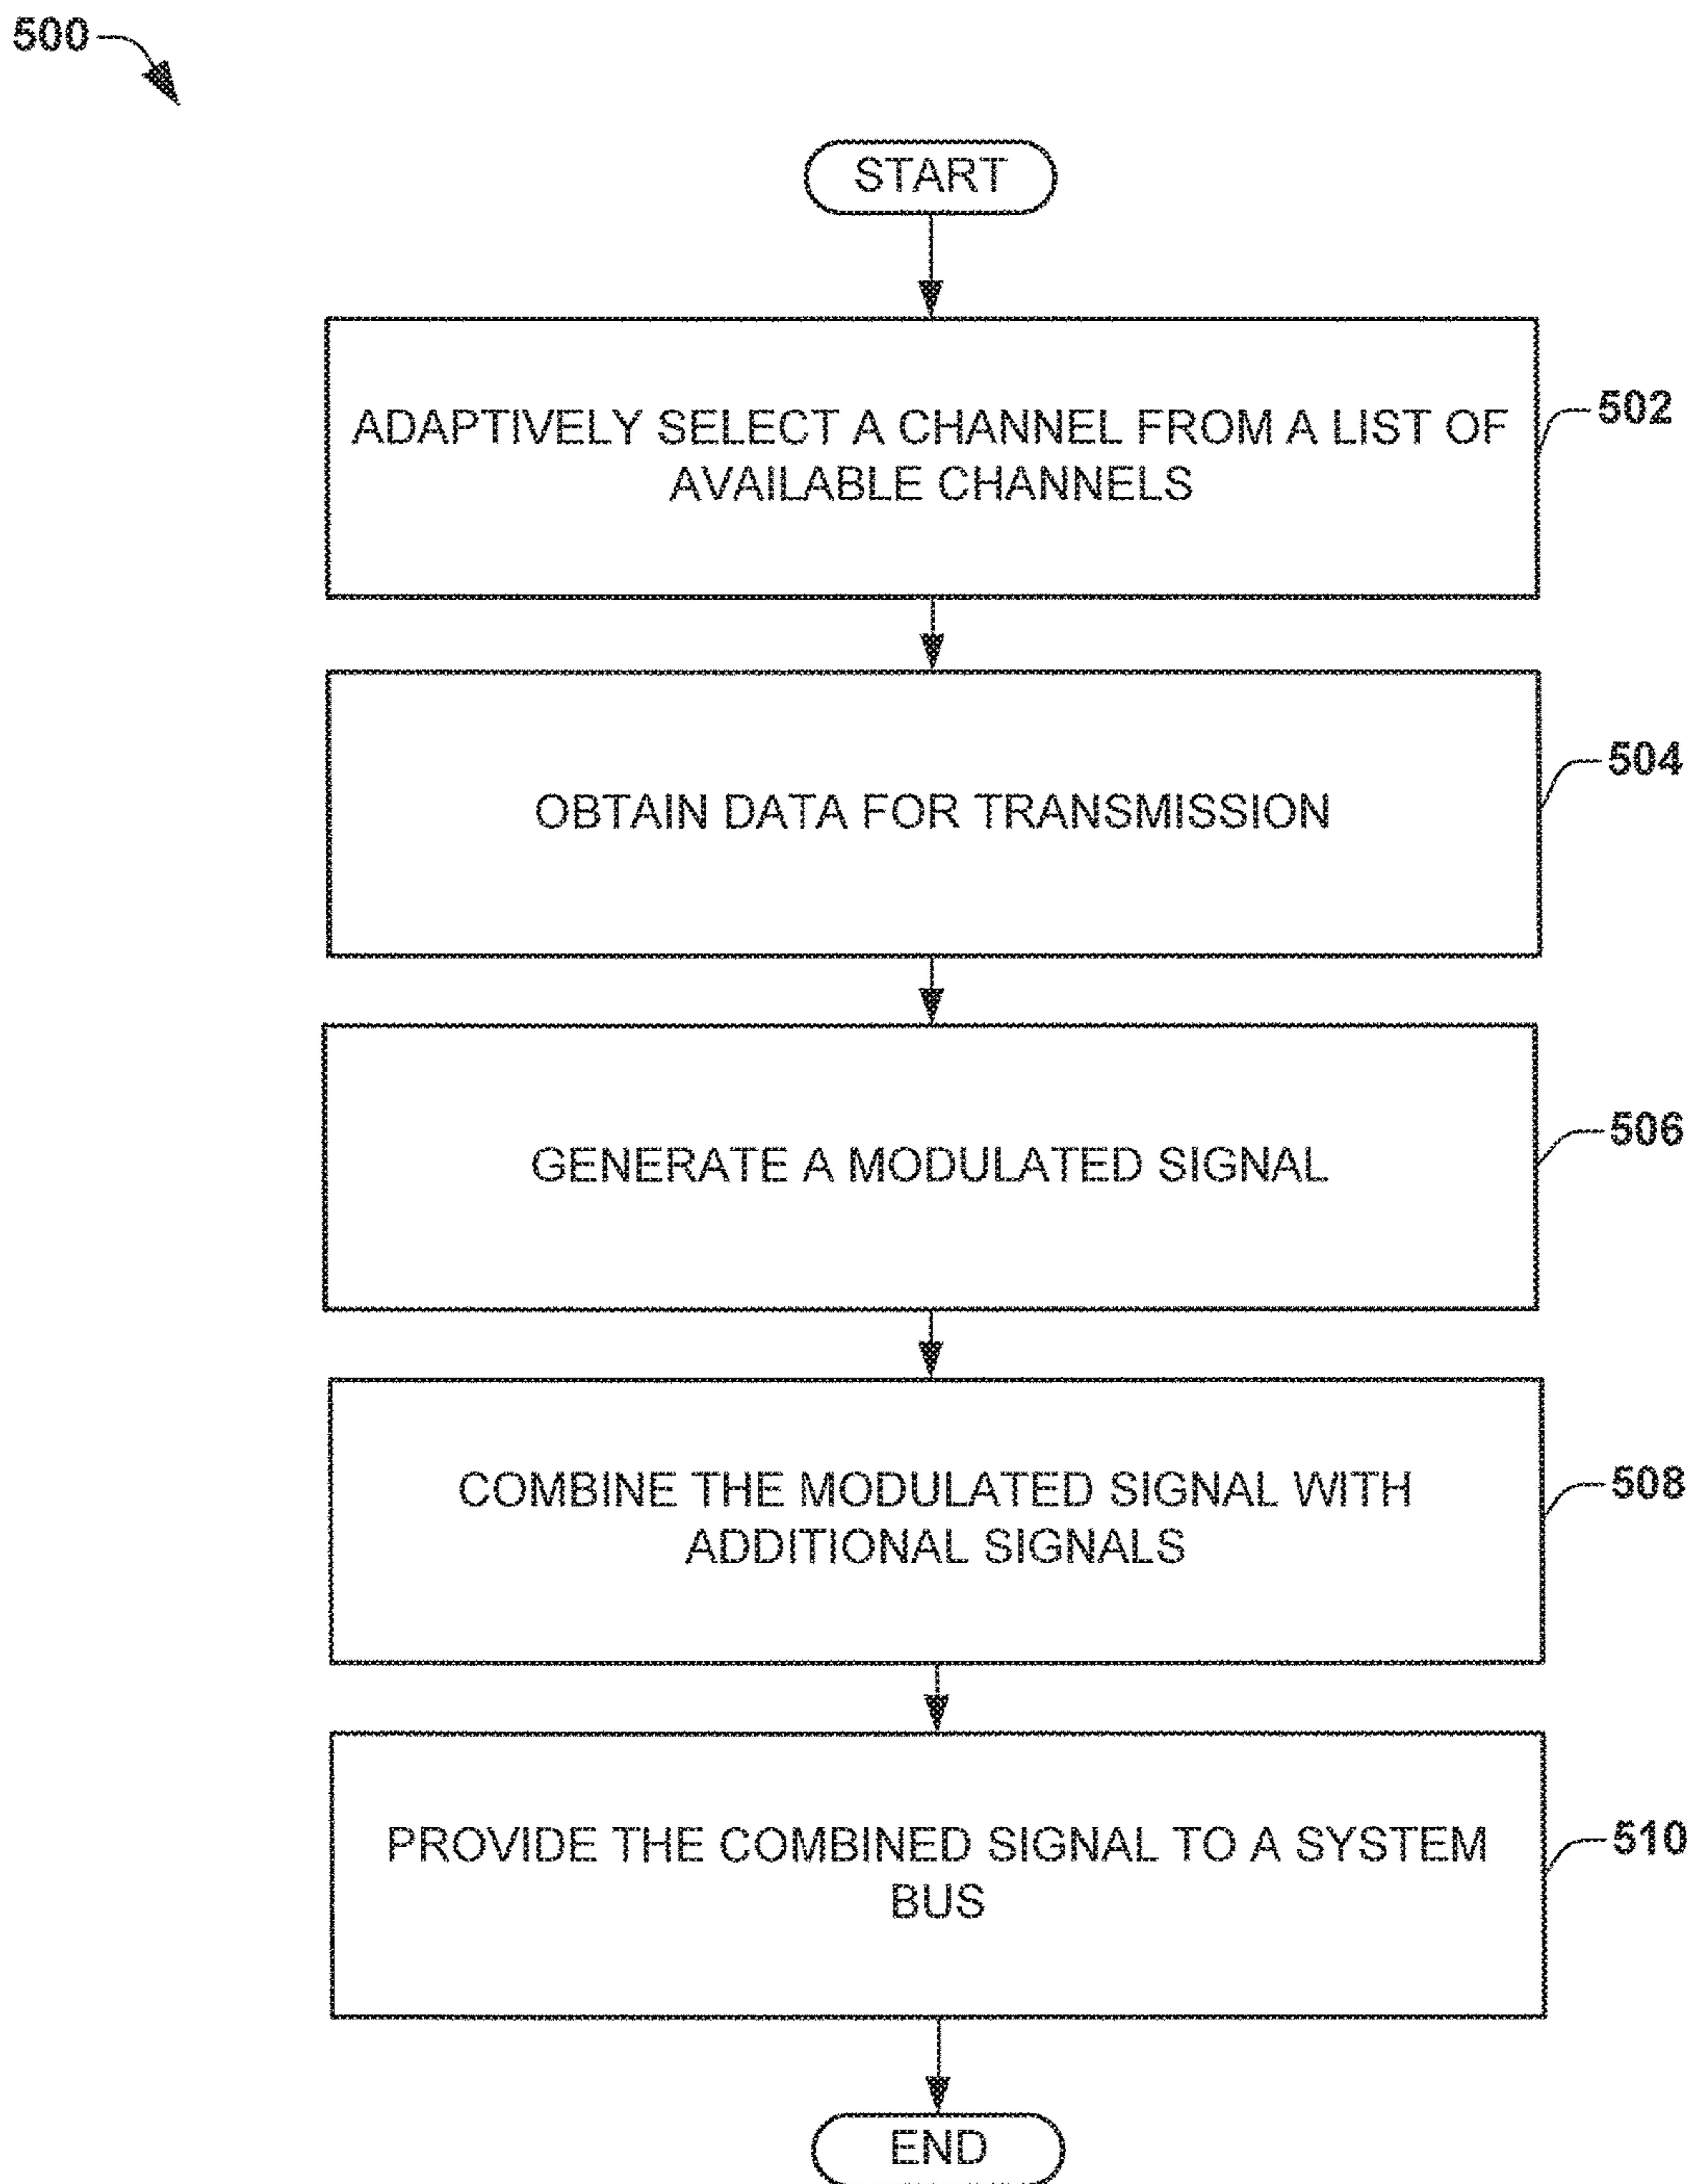 500
START
ADAPTIVELY SELECT A CHANNEL FROM A LIST OF
AVAILABLE CHANNELS
502
OBTAIN DATA FOR TRANSMISSION
504
GENERATE A MODULATED SIGNAL
506
COMBINE THE MODULATED SIGNAL WITH
ADDITIONAL SIGNALS
508
PROVIDE THE COMBINED SIGNAL TO A SYSTEM
BUS
510
END